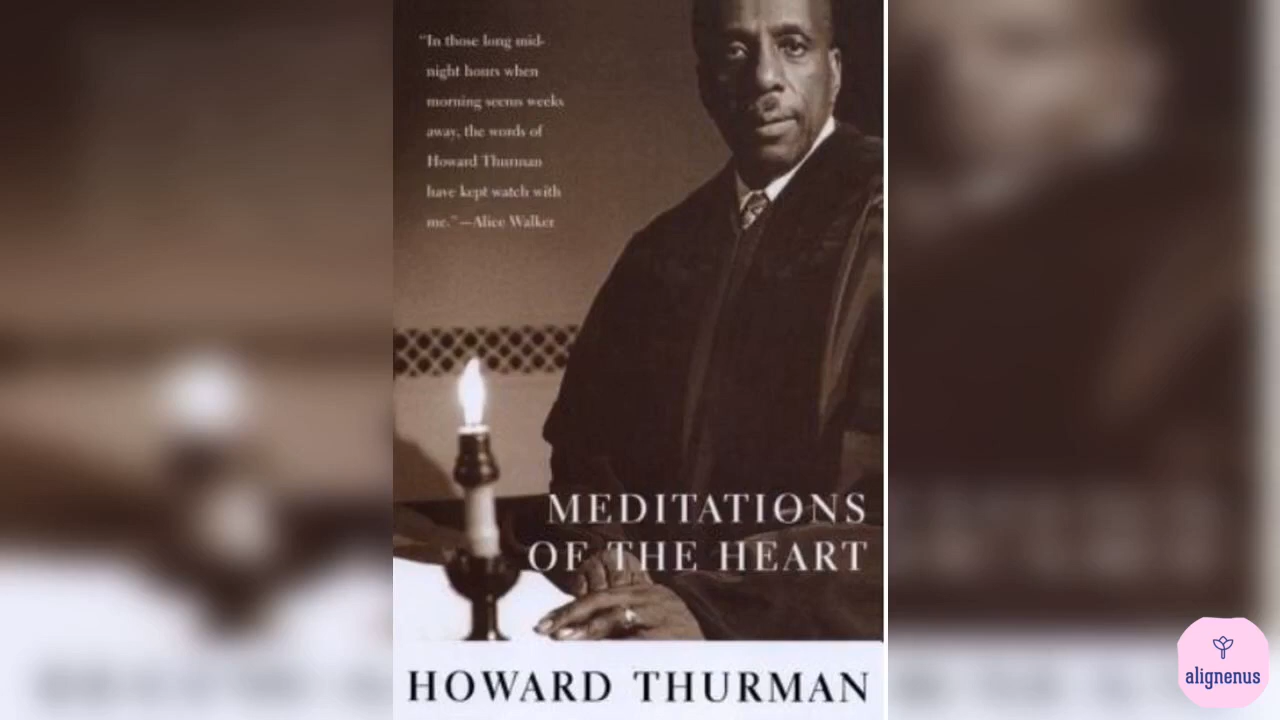 "In those long mid-
night hours when
morning seems weeks
away, the words of
Howard Thurman
have kept watch with
me."—Alice Walker
MEDITATIONS
OF THE HEART
HOWARD THURMAN
alignenus